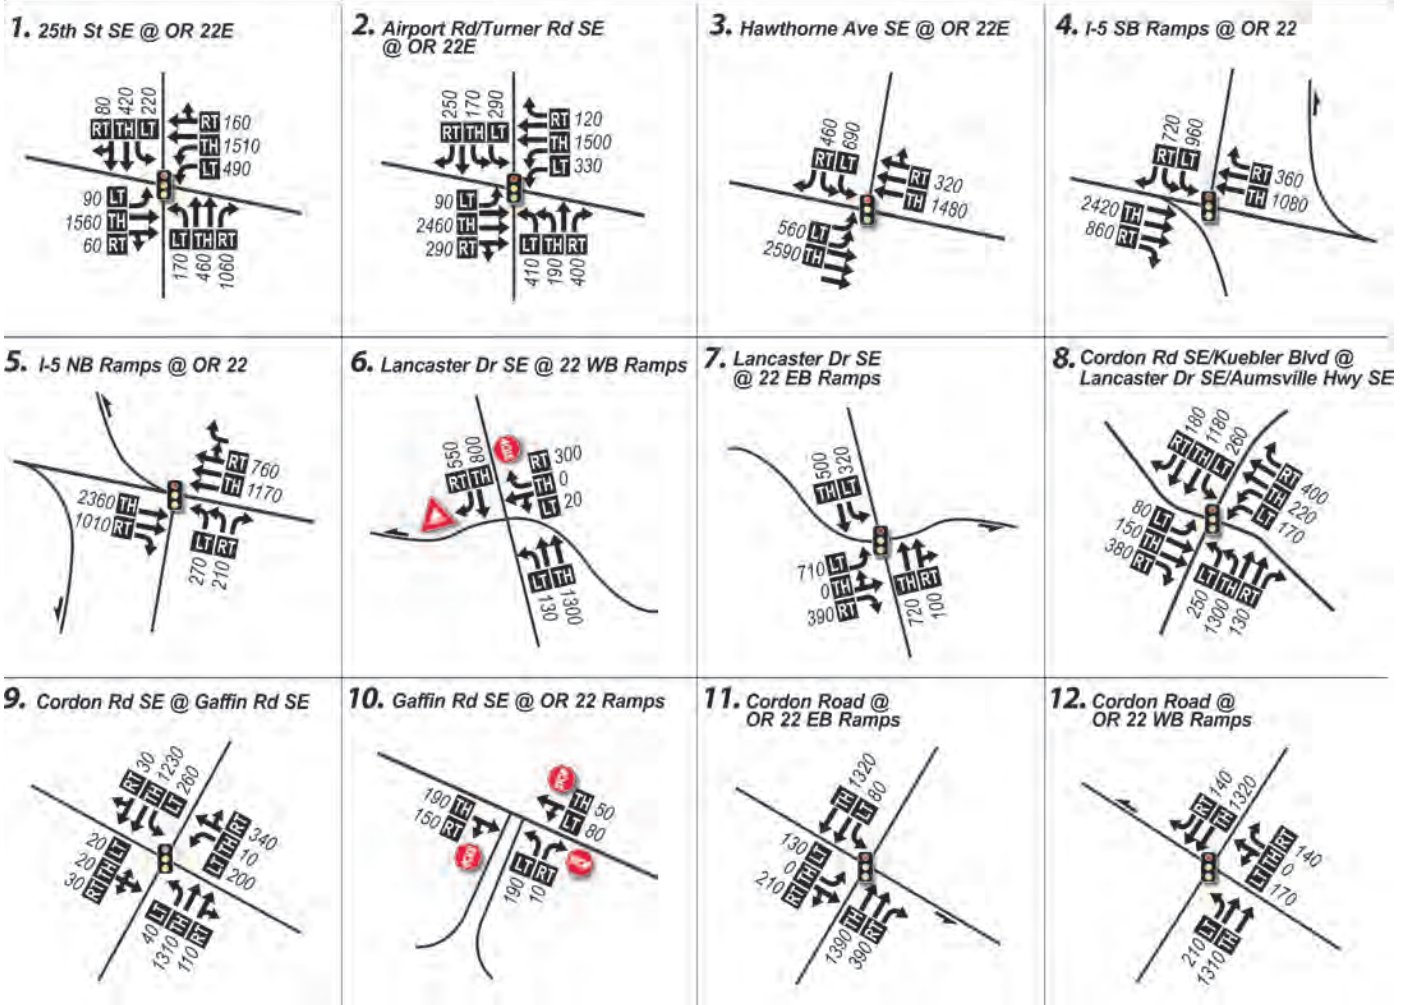 1. 25th St SE @ OR 22E
80 420 220
RT TH LT
RT 160
TH 1510
LT 490
90 LT
1560 TH
60 RT
LT TH RT
170 460 1060
2. Airport Rd/Turner Rd SE
@ OR 22E
250 170 290
RT TH LT
RT 120
TH 1500
LT 330
90 LT
2460 TH
290 RT
LT TH RT
410 190 400
3. Hawthorne Ave SE @ OR 22E
460 690
RT LT
RT 320
TH 1480
560 LT
2590 TH
4. I-5 SB Ramps @ OR 22
720 960
RT LT
RT 360
TH 1080
2420 TH
860 RT
5. I-5 NB Ramps @ OR 22
RT 760
TH 1170
2360 TH
1010 RT
LT RT
270 210
6. Lancaster Dr SE @ 22 WB Ramps
550 800
RT TH
STOP
RT 300
TH 0
LT 20
LT TH
130 1300
7. Lancaster Dr SE
@ 22 EB Ramps
500 320
TH LT
710 LT
0 TH
390 RT
TH RT
720 100
8. Cordon Rd SE/Kuebler Blvd @
Lancaster Dr SE/Aumsville Hwy SE
180 1180 260
RT TH LT
RT 400
TH 220
LT 170
80 LT
150 TH
380 RT
LT TH RT
250 1300 130
9. Cordon Rd SE @ Gaffin Rd SE
30 1230 260
RT TH LT
LT TH RT
340
10
200
20
20
30
RT TH LT
LT TH RT
40 1310 110
10. Gaffin Rd SE @ OR 22 Ramps
STOP
190 TH
150 RT
TH 50
LT 80
STOP
STOP
LT RT
190 10
11. Cordon Road @
OR 22 EB Ramps
1320 80
TH LT
130
0
210
RT TH LT
TH RT
1390 390
12. Cordon Road @
OR 22 WB Ramps
140 1320
RT TH
LT TH RT
140
0
170
LT TH
210 1310